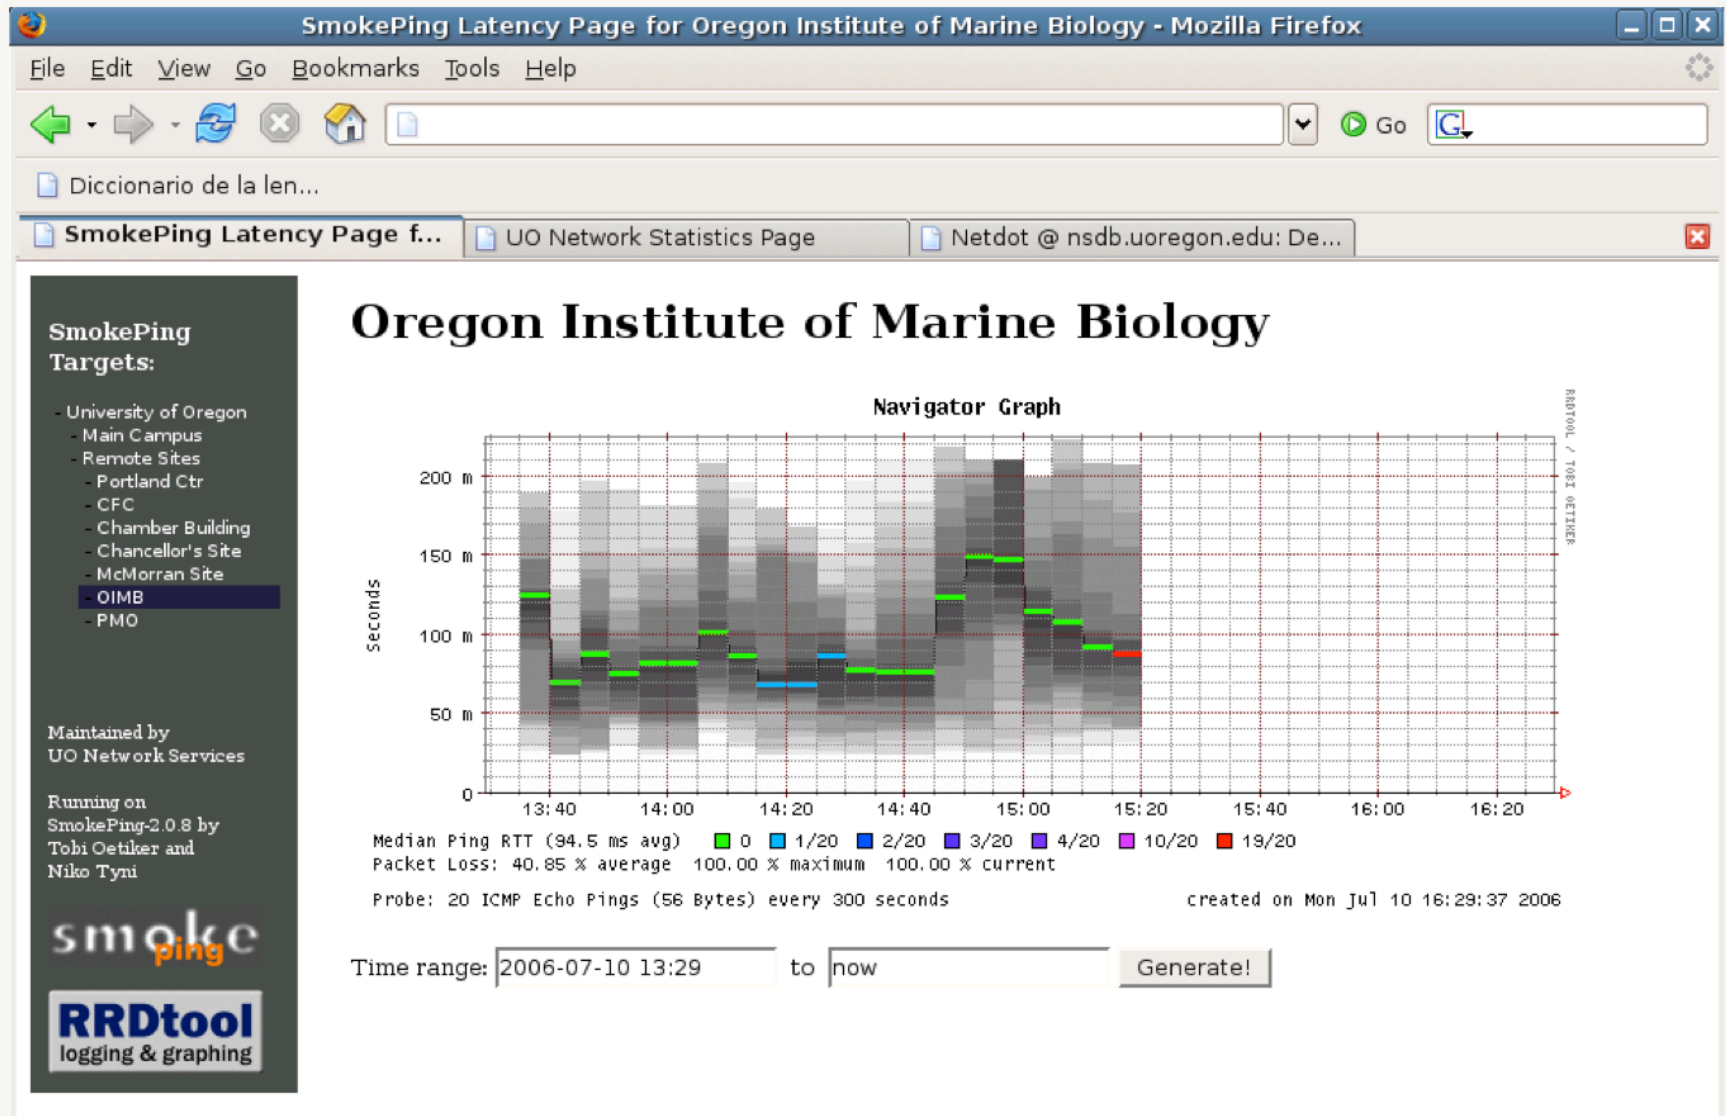 SmokePing Latency Page for Oregon Institute of Marine Biology - Mozilla Firefox
File Edit View Go Bookmarks Tools Help
Go
G
Diccionario de la len...
SmokePing Latency Page f...
UO Network Statistics Page
Netdot @ nsdb.uoregon.edu: De...
SmokePing
Targets:
- University of Oregon
- Main Campus
- Remote Sites
- Portland Ctr
- CFC
- Chamber Building
- Chancellor's Site
- McMorran Site
- OIMB
- PMO
Maintained by
UO Network Services
Running on
SmokePing-2.0.8 by
Tobi Oetiker and
Niko Tyni
smokeping
RRDtool
logging & graphing
Oregon Institute of Marine Biology
Navigator Graph
RRDTOOL / TOBI OETIKER
Seconds
200 m
150 m
100 m
50 m
0
13:40 14:00 14:20 14:40 15:00 15:20 15:40 16:00 16:20
Median Ping RTT (94.5 ms avg) 0 1/20 2/20 3/20 4/20 10/20 19/20
Packet Loss: 40.85 % average 100.00 % maximum 100.00 % current
Probe: 20 ICMP Echo Pings (56 Bytes) every 300 seconds created on Mon Jul 10 16:29:37 2006
Time range: 2006-07-10 13:29 to now Generate!